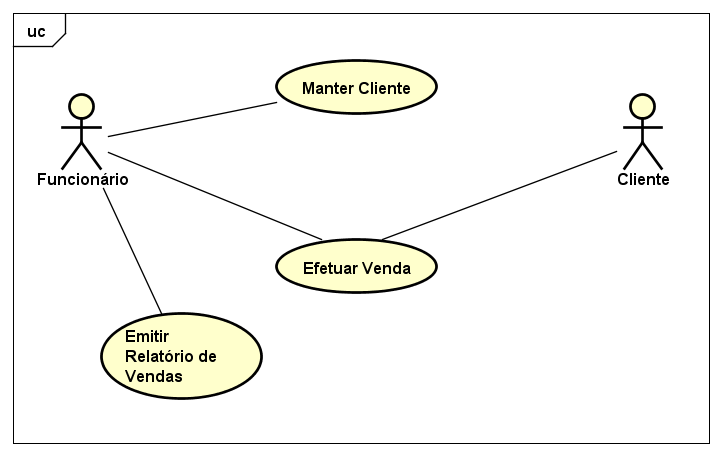 uc
Manter Cliente
Funcionário
Cliente
Efetuar Venda
Emitir
Relatório de
Vendas